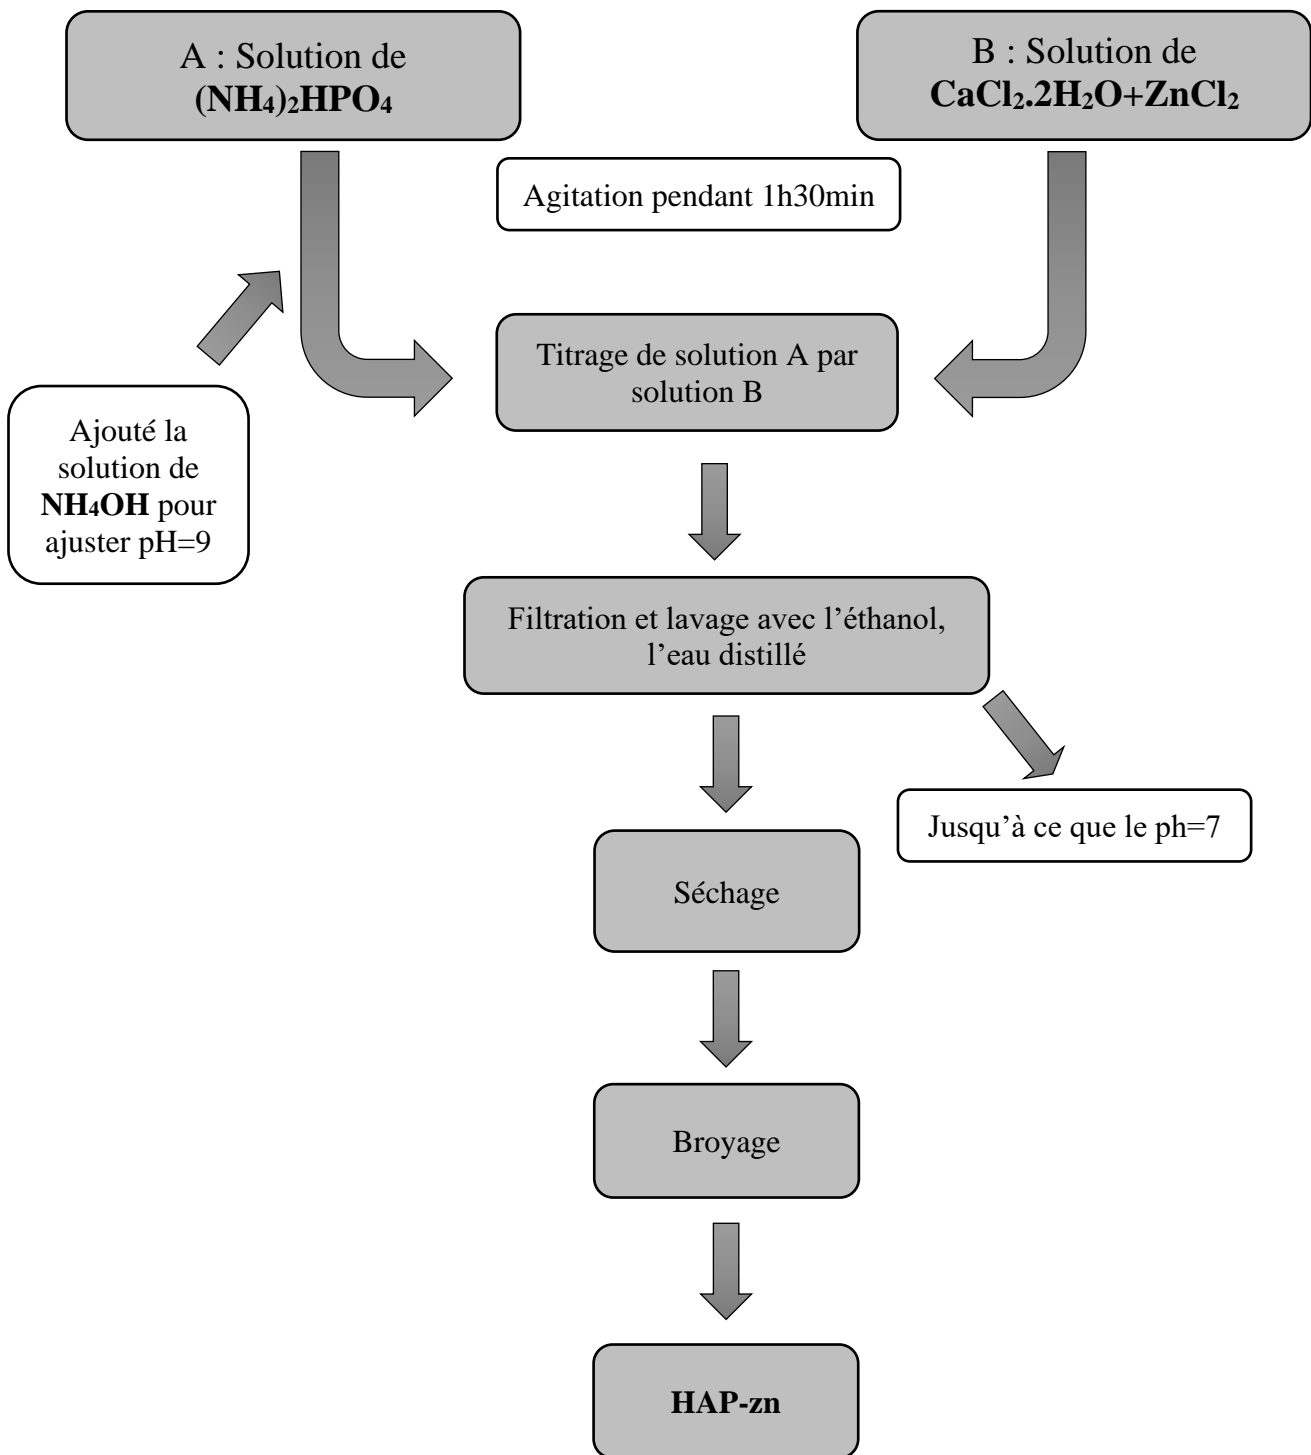 A : Solution de
(NH₄)₂HPO₄
B : Solution de
CaCl₂.2H₂O+ZnCl₂
Agitation pendant 1h30min
Titrage de solution A par
solution B
Ajouté la
solution de
NH₄OH pour
ajuster pH=9
Filtration et lavage avec l’éthanol,
l’eau distillé
Jusqu’à ce que le ph=7
Séchage
Broyage
HAP-zn